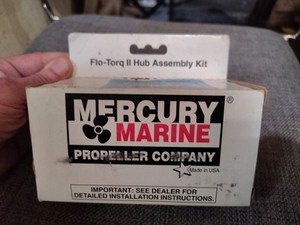 Flo-Torq II Hub Assembly Kit
MERCURY ®
MARINE
PROPELLER COMPANY
Made in USA
IMPORTANT: SEE DEALER FOR
DETAILED INSTALLATION INSTRUCTIONS.